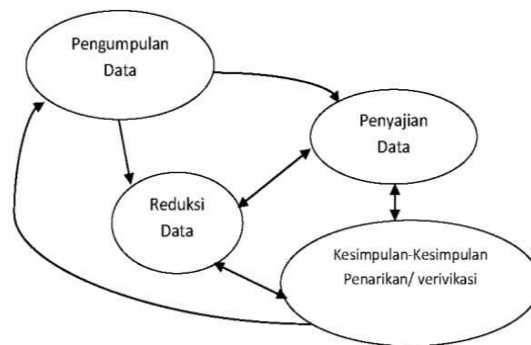 Pengumpulan
Data
Penyajian
Data
Reduksi
Data
Kesimpulan-Kesimpulan
Penarikan/ verivikasi